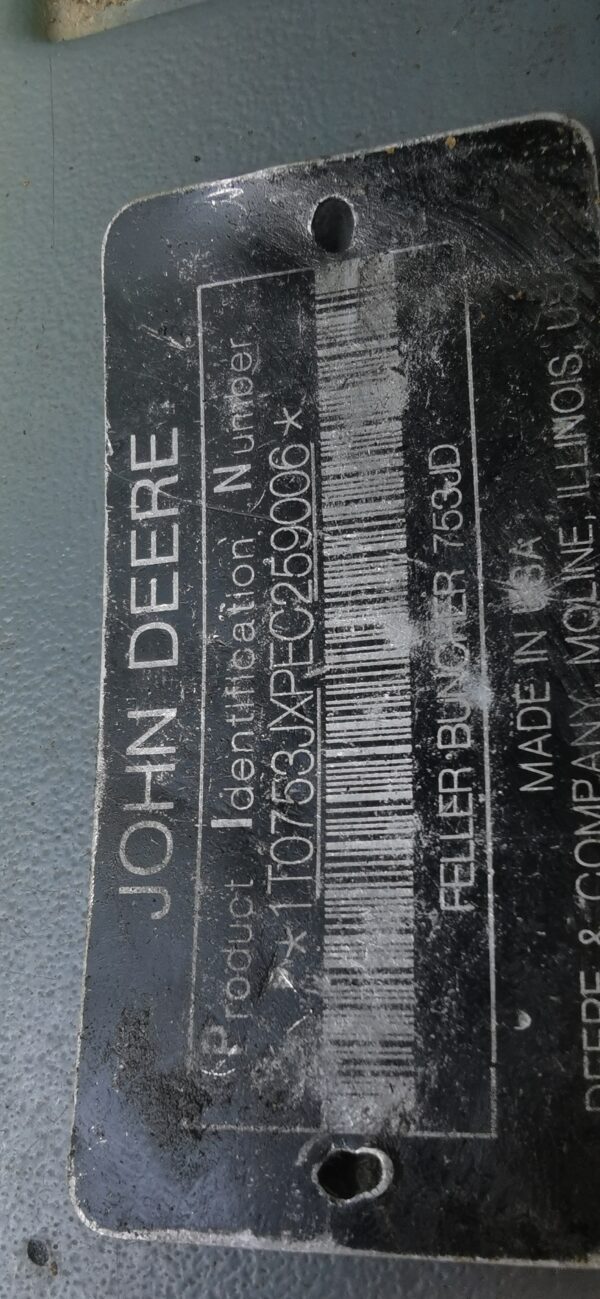 JOHN DEERE
Product Identification Number
*1T0753JXPEC259006*
FELLER BUNCHER 753JD
MADE IN USA
DEERE & COMPANY, MOLINE, ILLINOIS,